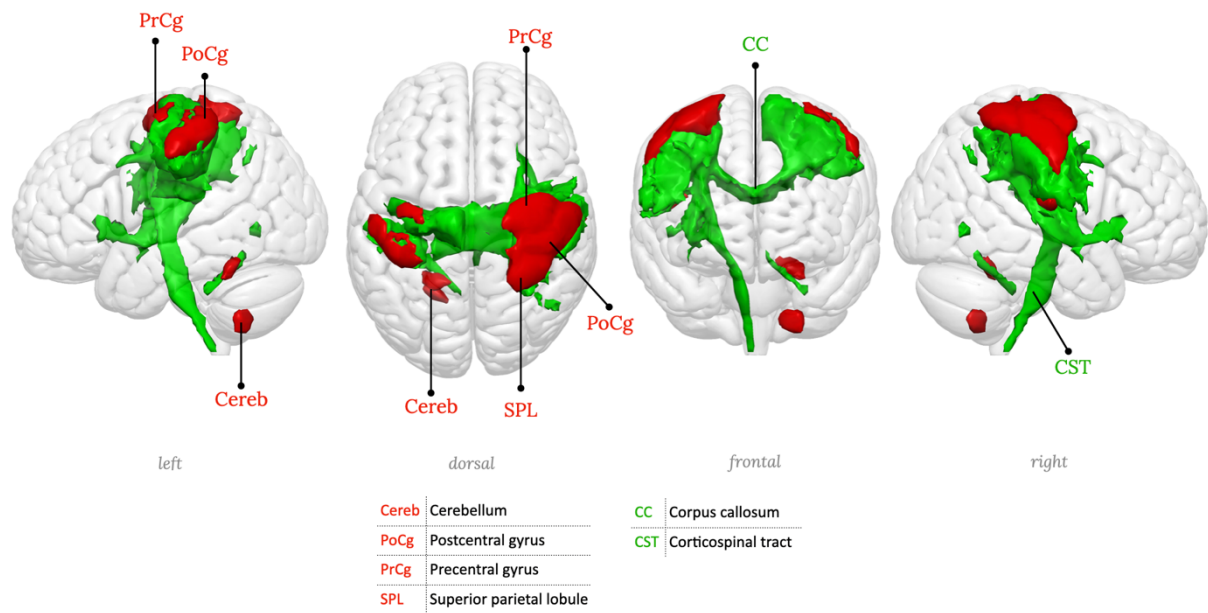 PrCg
PoCg
Cereb
PrCg
PoCg
Cereb
SPL
CC
CST
left
dorsal
frontal
right
Cereb Cerebellum
PoCg Postcentral gyrus
PrCg Precentral gyrus
SPL Superior parietal lobule
CC Corpus callosum
CST Corticospinal tract